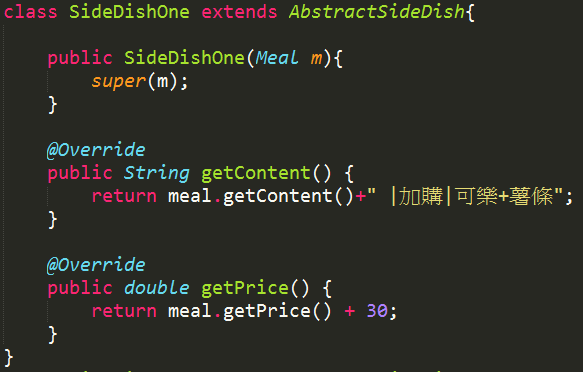 class SideDishOne extends AbstractSideDish{
public SideDishOne(Meal m){
super(m);
}
@Override
public String getContent() {
return meal.getContent()+" |加購|可樂+薯條";
}
@Override
public double getPrice() {
return meal.getPrice() + 30;
}
}